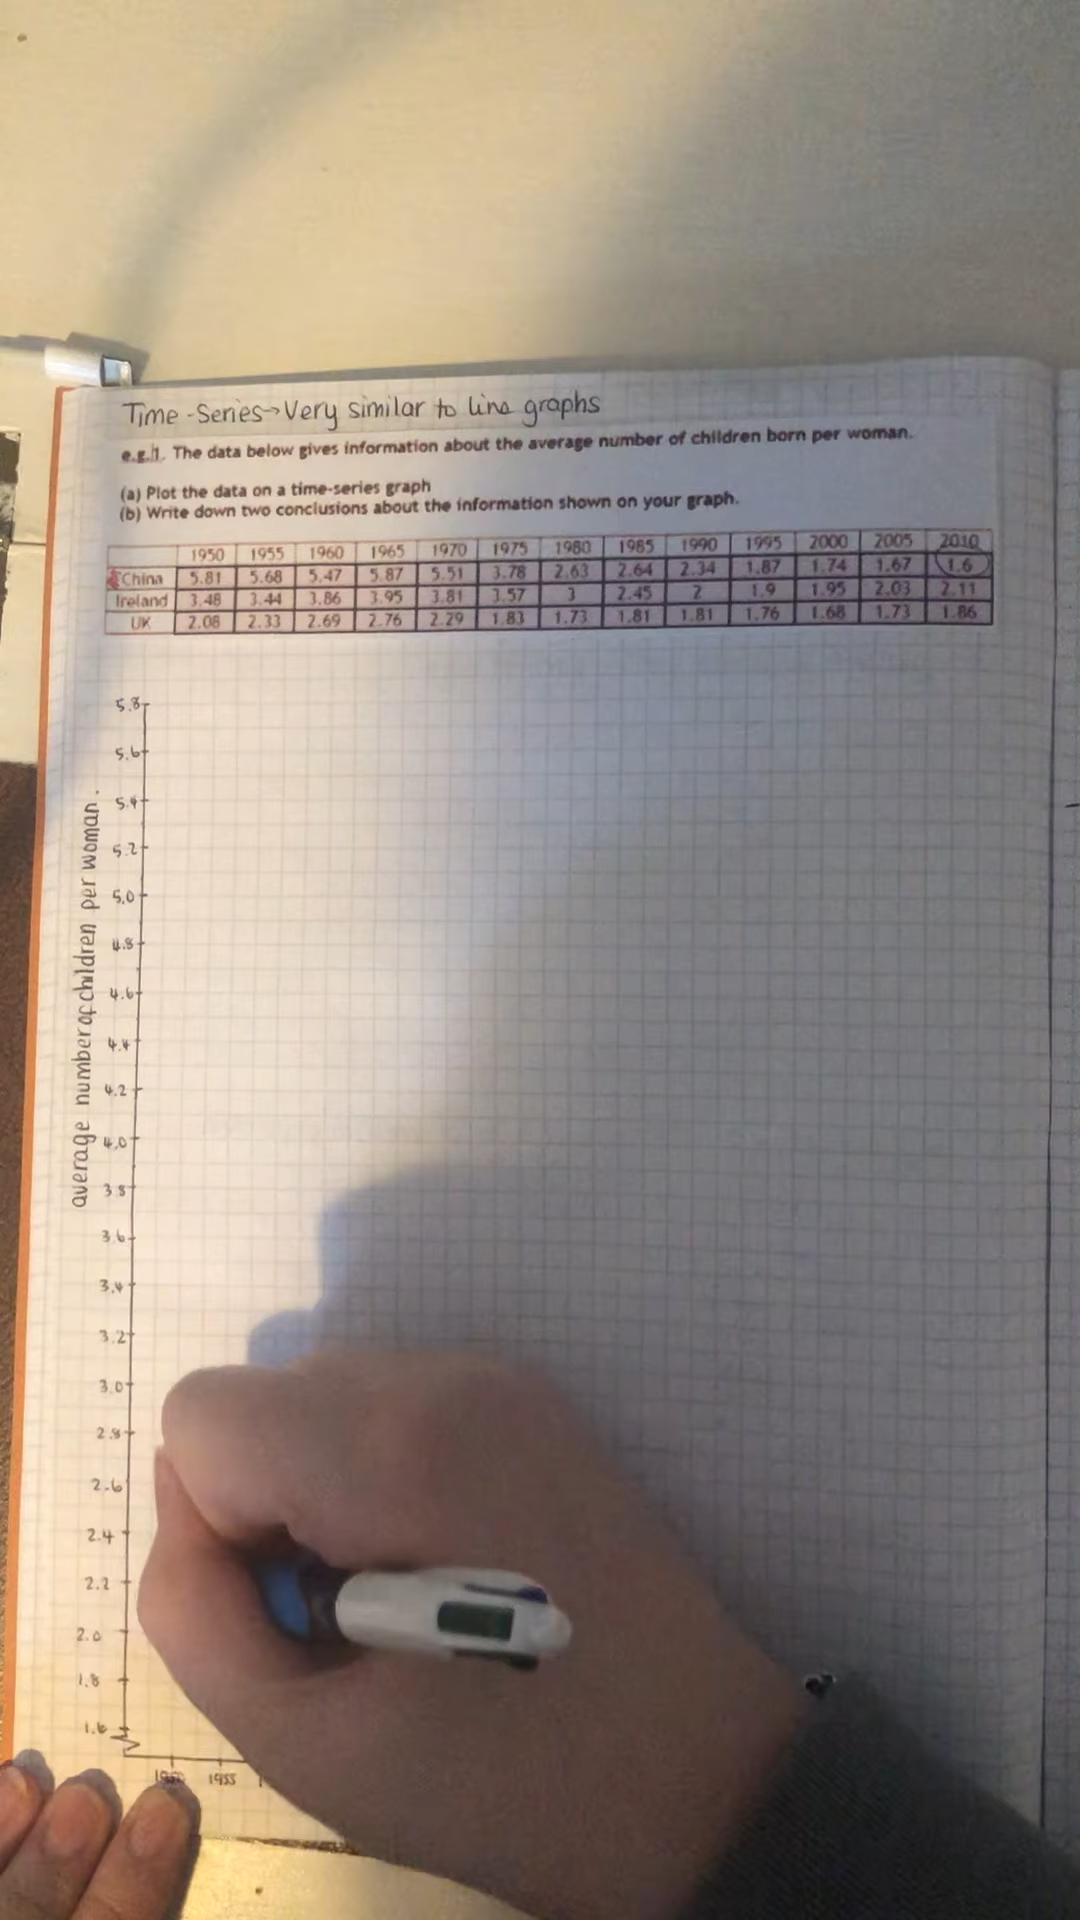 Time-Series→Very similar to line graphs
e.g.1. The data below gives information about the average number of children born per woman.
(a) Plot the data on a time-series graph
(b) Write down two conclusions about the information shown on your graph.
1950 1955 1960 1965 1970 1975 1980 1985 1990 1995 2000 2005 2010
China 5.81 5.68 5.47 5.87 5.51 3.78 2.63 2.64 2.34 1.87 1.74 1.67 1.6
Ireland 3.48 3.44 3.86 3.95 3.81 3.57 3 2.45 2 1.9 1.95 2.03 2.11
UK 2.08 2.33 2.69 2.76 2.29 1.83 1.73 1.81 1.81 1.76 1.68 1.73 1.86
average number of children per woman.
5.8
5.6
5.4
5.2
5.0
4.8
4.6
4.4
4.2
4.0
3.8
3.6
3.4
3.2
3.0
2.8
2.6
2.4
2.2
2.0
1.8
1.6
1950 1955